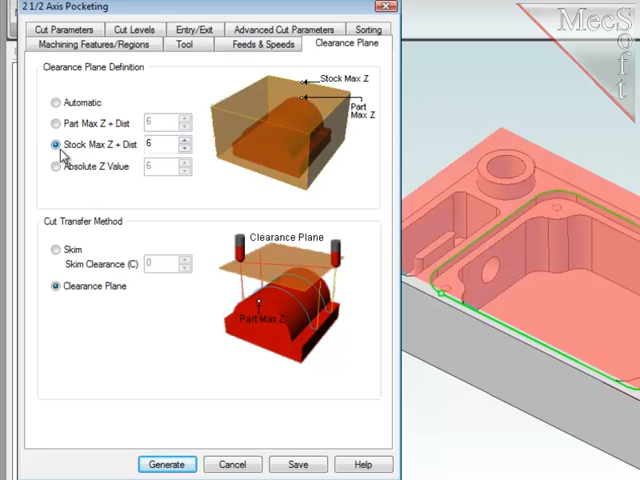 2 1/2 Axis Pocketing
Cut Parameters
Cut Levels
Entry/Exit
Advanced Cut Parameters
Sorting
Machining Features/Regions
Tool
Feeds & Speeds
Clearance Plane
Clearance Plane Definition
Automatic
Part Max Z + Dist
6
Stock Max Z + Dist
6
Absolute Z Value
6
Stock Max Z
Part
Max Z
Cut Transfer Method
Skim
Skim Clearance (C)
0
Clearance Plane
Clearance Plane
Part Max Z
Generate
Cancel
Save
Help
MecSoft